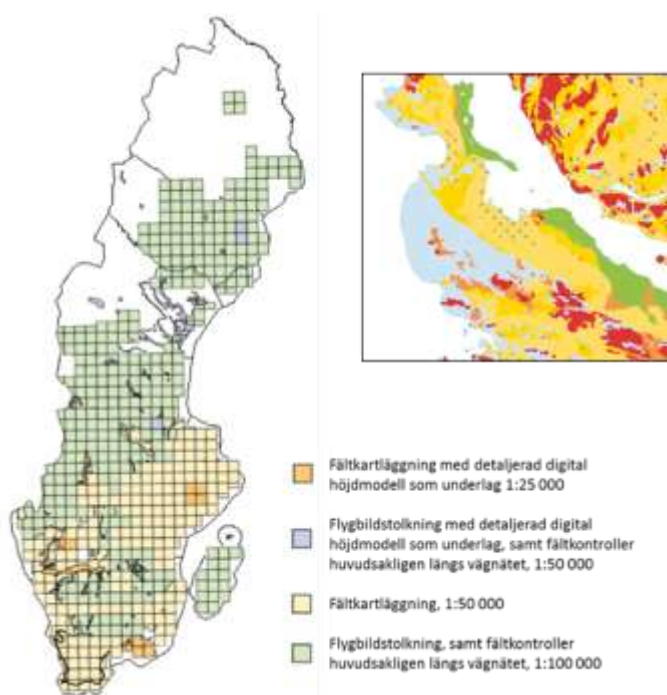 Fältkartläggning med detaljerad digital
höjdmodell som underlag 1:25 000
Flygbildstolkning med detaljerad digital
höjdmodell som underlag, samt fältkontroller
huvudsakligen längs vägnätet, 1:50 000
Fältkartläggning, 1:50 000
Flygbildstolkning, samt fältkontroller
huvudsakligen längs vägnätet, 1:100 000